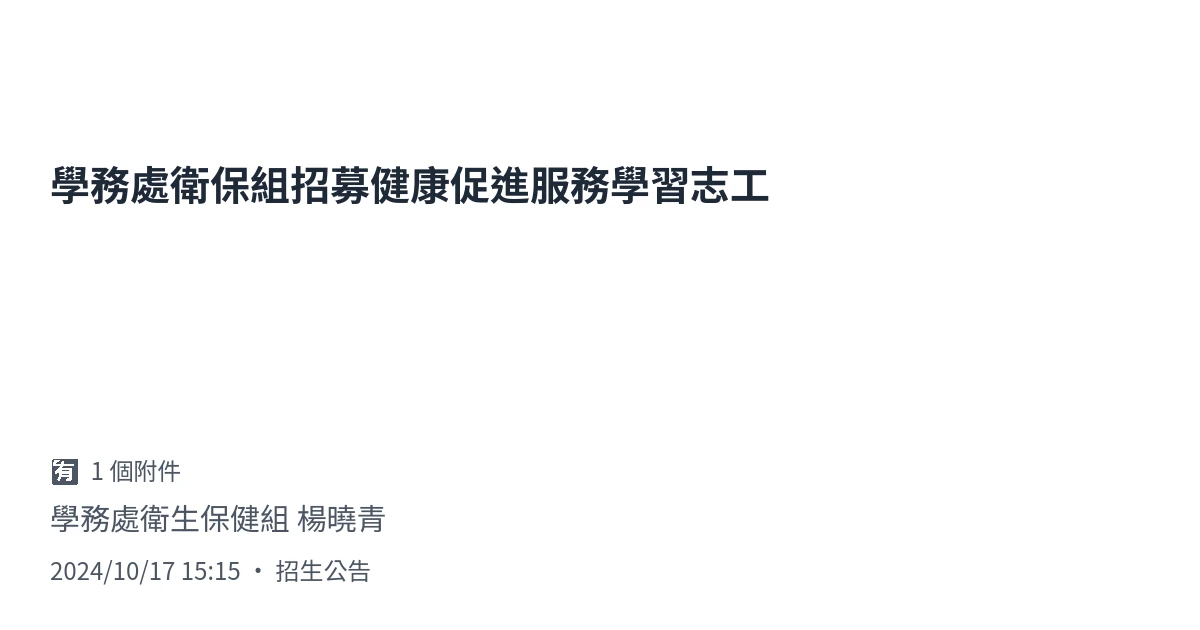 學務處衛保組招募健康促進服務學習志工
🈶 1 個附件
學務處衛生保健組 楊曉青
2024/10/17 15:15 • 招生公告